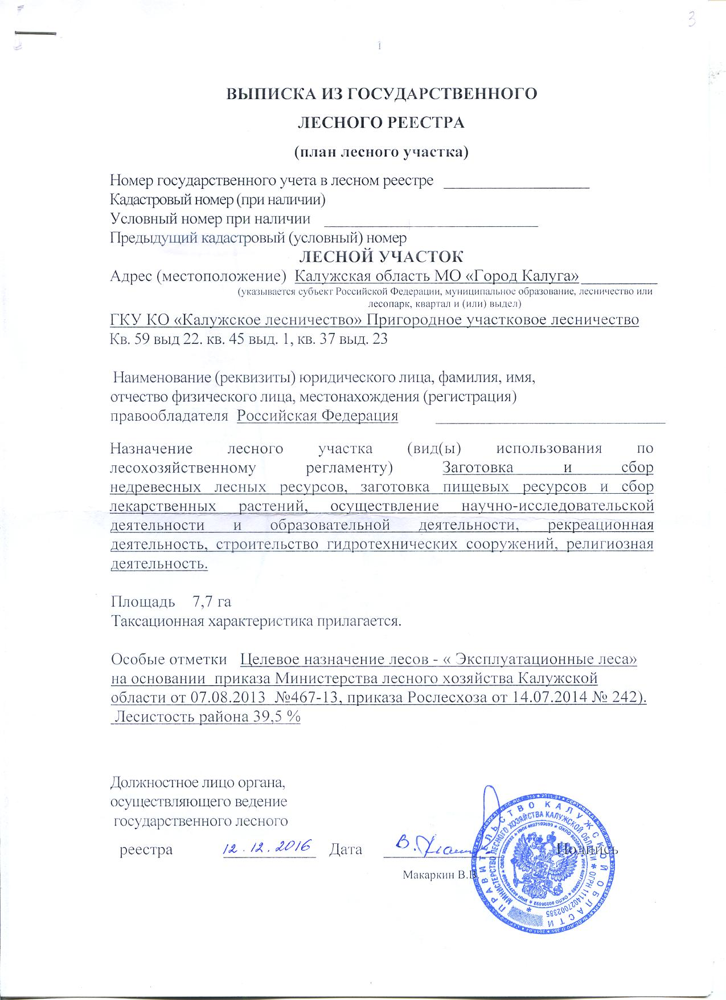 3
1
ВЫПИСКА ИЗ ГОСУДАРСТВЕННОГО
ЛЕСНОГО РЕЕСТРА
(план лесного участка)
Номер государственного учета в лесном реестре ___________________
Кадастровый номер (при наличии)
Условный номер при наличии ____________________________
Предыдущий кадастровый (условный) номер
ЛЕСНОЙ УЧАСТОК
Адрес (местоположение) Калужская область МО «Город Калуга»__________
(указывается субъект Российской Федерации, муниципальное образование, лесничество или
лесопарк, квартал и (или) выдел)
ГКУ КО «Калужское лесничество» Пригородное участковое лесничество
Кв. 59 выд 22. кв. 45 выд. 1, кв. 37 выд. 23
Наименование (реквизиты) юридического лица, фамилия, имя,
отчество физического лица, местонахождения (регистрация)
правообладателя Российская Федерация ______________________________
Назначение лесного участка (вид(ы) использования по
лесохозяйственному регламенту) Заготовка и сбор
недревесных лесных ресурсов, заготовка пищевых ресурсов и сбор
лекарственных растений, осуществление научно-исследовательской
деятельности и образовательной деятельности, рекреационная
деятельность, строительство гидротехнических сооружений, религиозная
деятельность.
Площадь 7,7 га
Таксационная характеристика прилагается.
Особые отметки Целевое назначение лесов - « Эксплуатационные леса»
на основании приказа Министерства лесного хозяйства Калужской
области от 07.08.2013 №467-13, приказа Рослесхоза от 14.07.2014 № 242).
Лесистость района 39,5 %
Должностное лицо органа,
осуществляющего ведение
государственного лесного
реестра 12.12.2016 Дата Подпись
Макаркин В.В.
ПРАВИТЕЛЬСТВО КАЛУЖСКОЙ ОБЛАСТИ
МИНИСТЕРСТВО ЛЕСНОГО ХОЗЯЙСТВА КАЛУЖСКОЙ ОБЛАСТИ * ОГРН 1114027002385